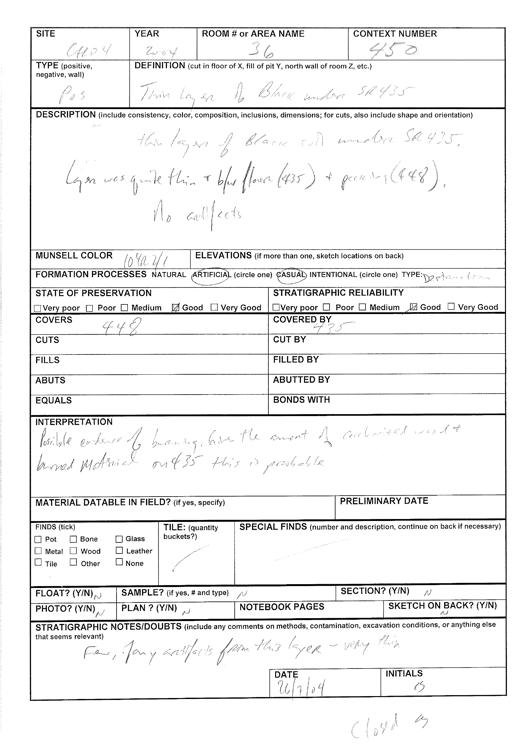 SITE YEAR ROOM # or AREA NAME CONTEXT NUMBER
2004 36 450
TYPE (positive, negative, wall) DEFINITION (cut in floor of X, fill of pit Y, north wall of room Z, etc.)
Pos Thin layer of Black under SR 435
DESCRIPTION (include consistency, color, composition, inclusions, dimensions; for cuts, also include shape and orientation)
thin layer of Black soil under SR 435.
Layer was quite thin + b/w floor (435) + (448).
No artifacts
MUNSELL COLOR 10YR 2/1 ELEVATIONS (if more than one, sketch locations on back)
FORMATION PROCESSES NATURAL ARTIFICIAL (circle one) CASUAL INTENTIONAL (circle one) TYPE:
STATE OF PRESERVATION STRATIGRAPHIC RELIABILITY
Very poor Poor Medium Good Very Good Very poor Poor Medium Good Very Good
COVERS 448 COVERED BY 435
CUTS CUT BY
FILLS FILLED BY
ABUTS ABUTTED BY
EQUALS BONDS WITH
INTERPRETATION
Possible evidence of burning. Given the amount of carbonized wood +
burned Material on 435 this is probable
MATERIAL DATABLE IN FIELD? (if yes, specify) PRELIMINARY DATE
FINDS (tick) TILE: (quantity buckets?) SPECIAL FINDS (number and description, continue on back if necessary)
Pot Bone Glass
Metal Wood Leather
Tile Other None
FLOAT? (Y/N) N SAMPLE? (if yes, # and type) N SECTION? (Y/N) N
PHOTO? (Y/N) N PLAN ? (Y/N) N NOTEBOOK PAGES SKETCH ON BACK? (Y/N) N
STRATIGRAPHIC NOTES/DOUBTS (include any comments on methods, contamination, excavation conditions, or anything else
that seems relevant)
Few, if any artifacts from this layer - very thin
DATE INITIALS
26/7/04
Closed